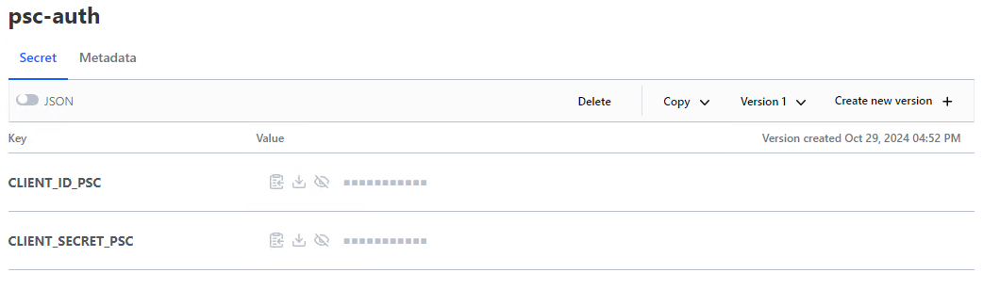 psc-auth
Secret Metadata
JSON Delete Copy Version 1 Create new version
Key Value Version created Oct 29, 2024 04:52 PM
CLIENT_ID_PSC
CLIENT_SECRET_PSC